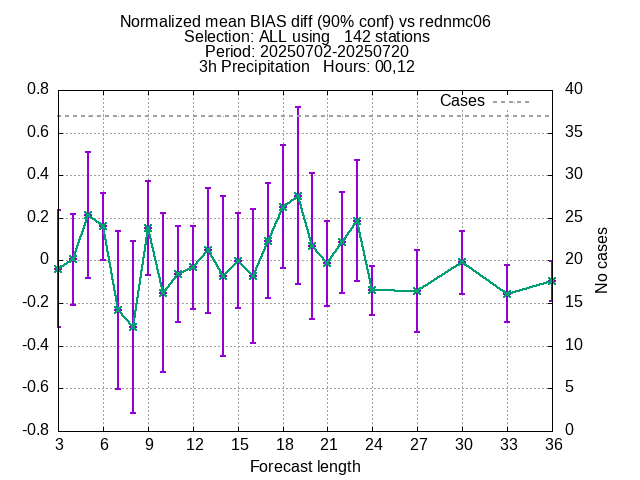 Normalized mean BIAS diff (90% conf) vs rednmc06
Selection: ALL using   142 stations
Period: 20250702-20250720
3h Precipitation   Hours: 00,12
Cases
0.8
0.6
0.4
0.2
0
-0.2
-0.4
-0.6
-0.8
40
35
30
25
20
15
10
5
0
No cases
3 6 9 12 15 18 21 24 27 30 33 36
Forecast length